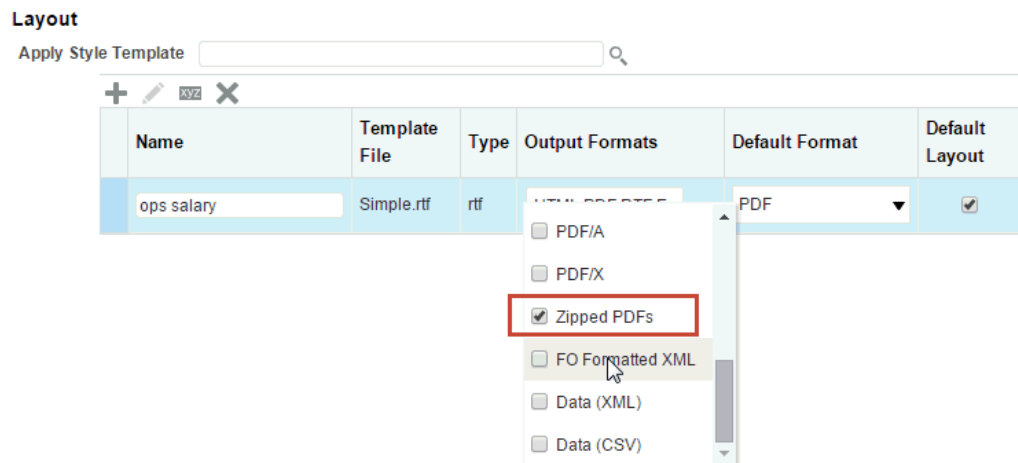 Layout
Apply Style Template
xyz
Name
Template File
Type
Output Formats
Default Format
Default Layout
ops salary
Simple.rtf
rtf
PDF
PDF/A
PDF/X
Zipped PDFs
FO Formatted XML
Data (XML)
Data (CSV)